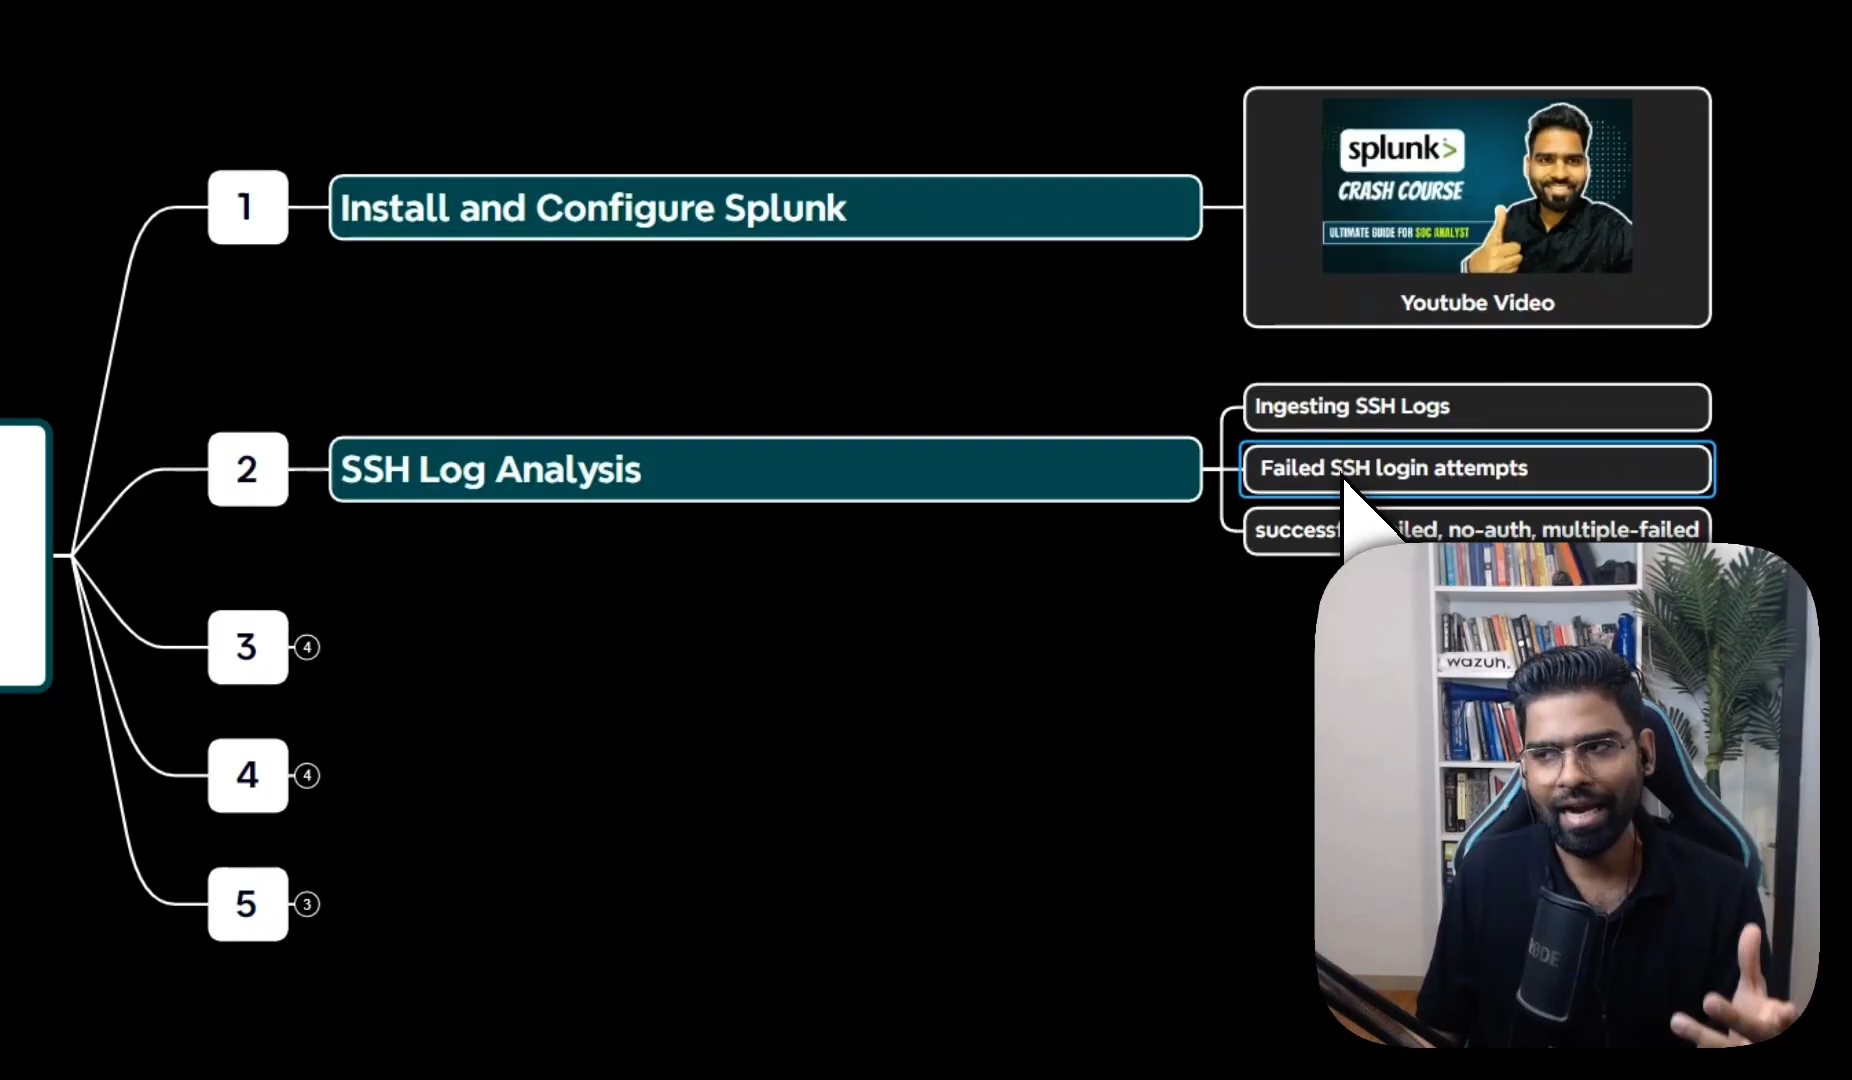 1
Install and Configure Splunk
splunk>
CRASH COURSE
ULTIMATE GUIDE FOR SOC ANALYST
Youtube Video
2
SSH Log Analysis
Ingesting SSH Logs
Failed SSH login attempts
no-auth, multiple-failed
3
4
4
4
5
3
wazuh.